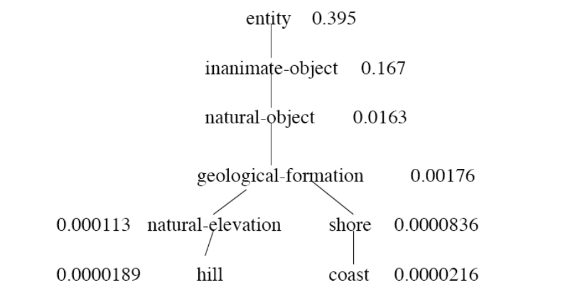 entity 0.395
inanimate-object 0.167
natural-object 0.0163
geological-formation 0.00176
0.000113 natural-elevation shore 0.0000836
0.0000189 hill coast 0.0000216